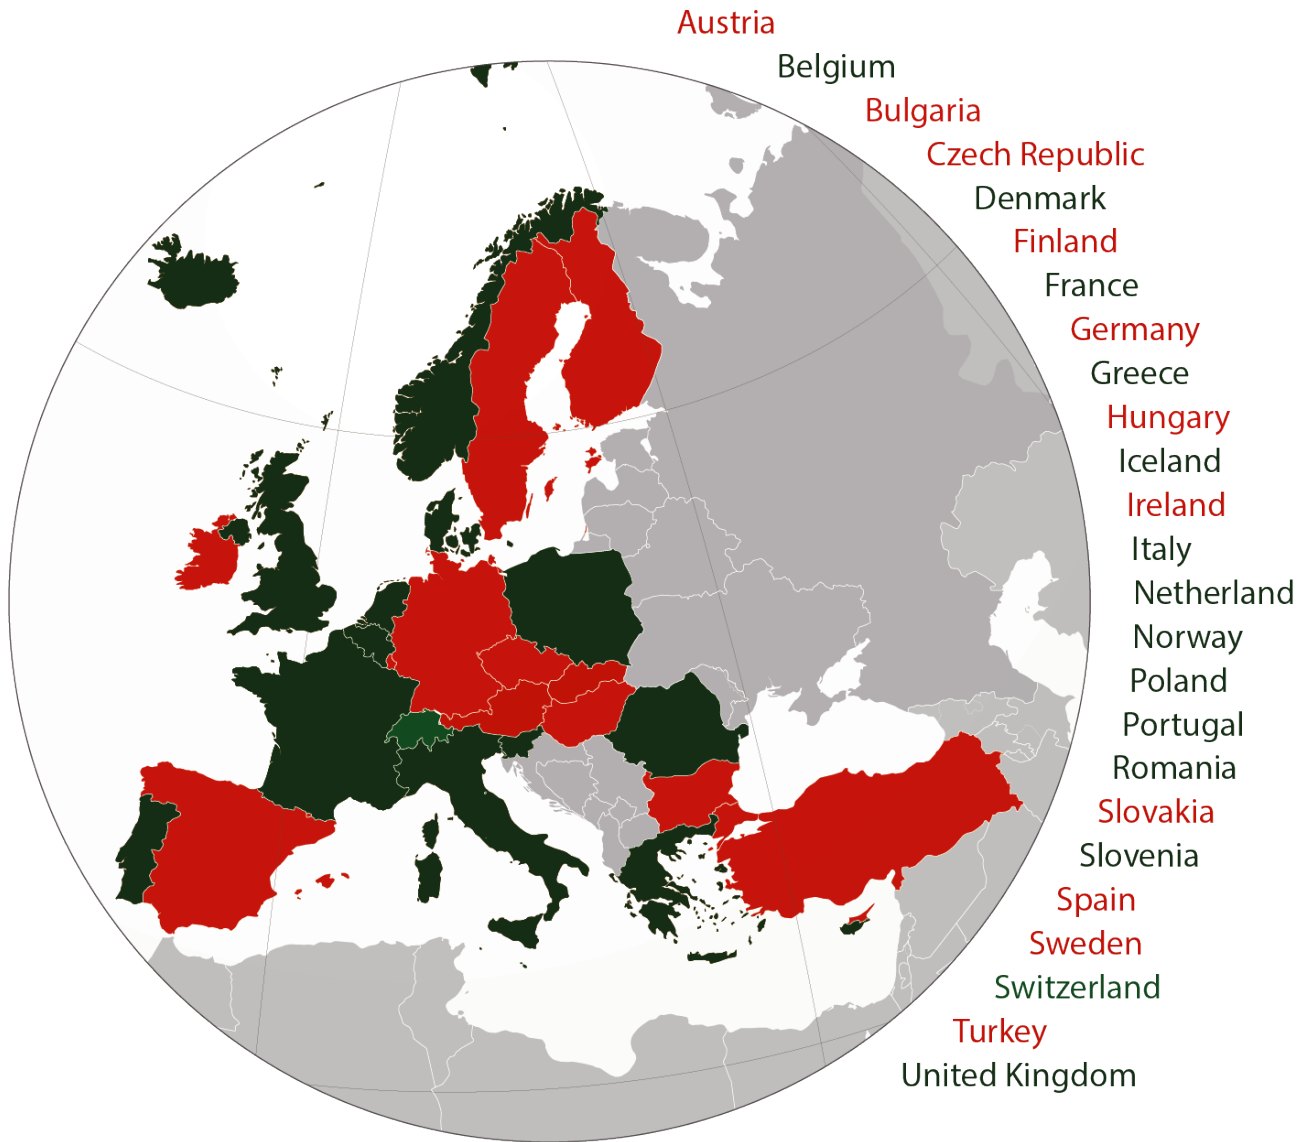 Austria
Belgium
Bulgaria
Czech Republic
Denmark
Finland
France
Germany
Greece
Hungary
Iceland
Ireland
Italy
Netherland
Norway
Poland
Portugal
Romania
Slovakia
Slovenia
Spain
Sweden
Switzerland
Turkey
United Kingdom